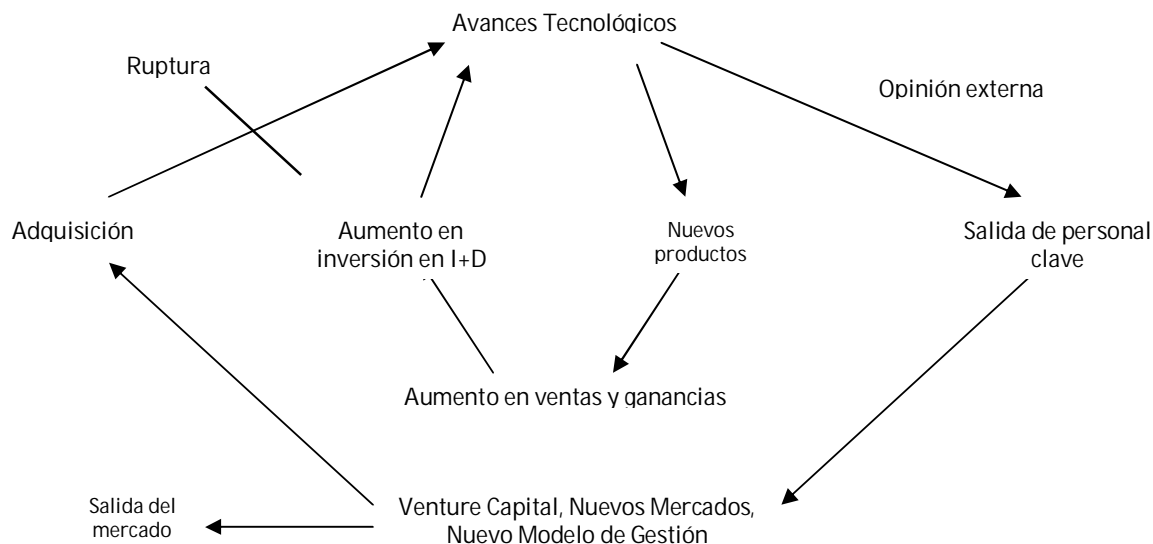 Avances Tecnológicos
Ruptura
Opinión externa
Adquisición
Aumento en
inversión en I+D
Nuevos
productos
Salida de personal
clave
Aumento en ventas y ganancias
Salida del
mercado
Venture Capital, Nuevos Mercados,
Nuevo Modelo de Gestión